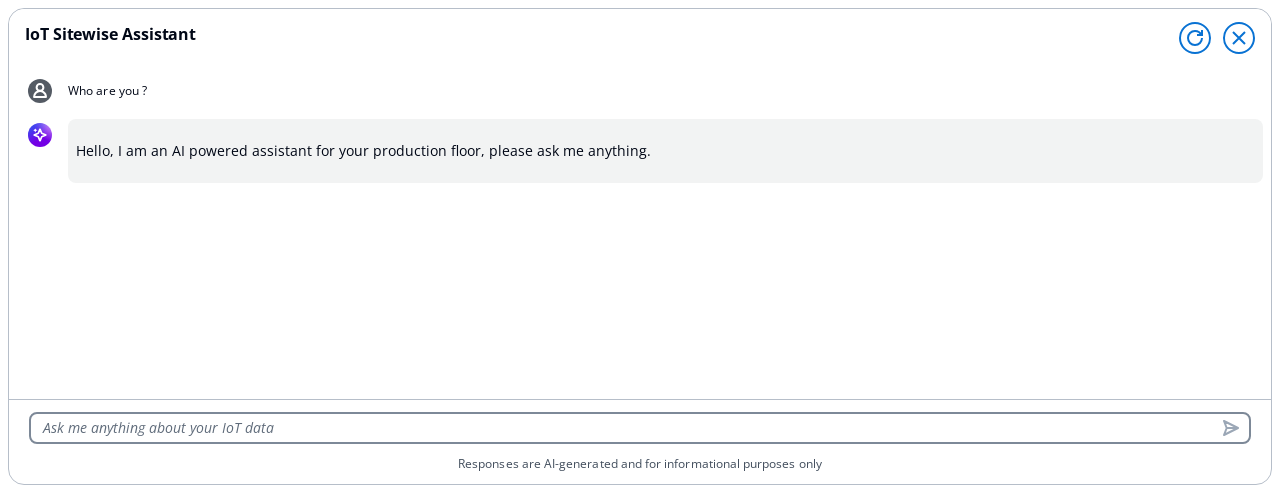 IoT Sitewise Assistant
Who are you ?
Hello, I am an AI powered assistant for your production floor, please ask me anything.
Ask me anything about your IoT data
Responses are AI-generated and for informational purposes only